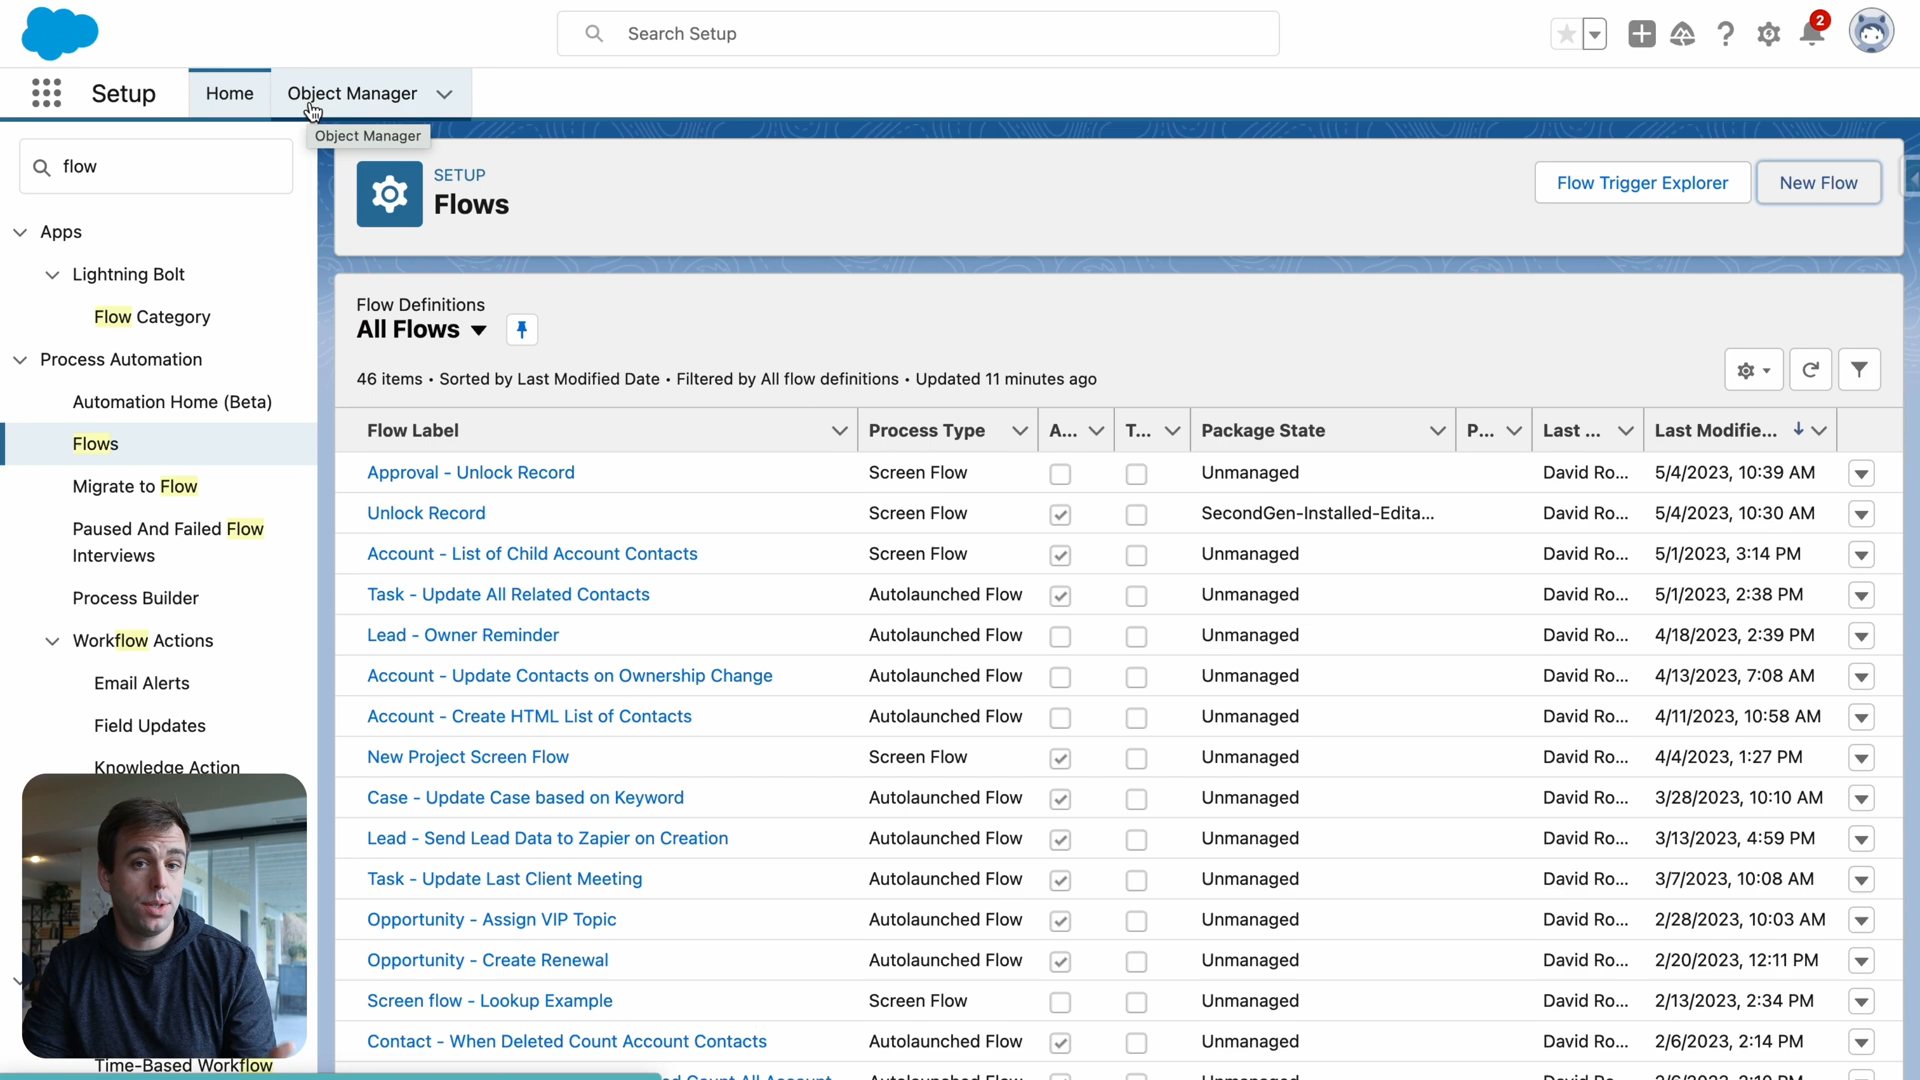 Search Setup
2
Setup
Home
Object Manager
Object Manager
flow
Apps
Lightning Bolt
Flow Category
Process Automation
Automation Home (Beta)
Flows
Migrate to Flow
Paused And Failed Flow
Interviews
Process Builder
Workflow Actions
Email Alerts
Field Updates
Knowledge Action
Time-Based Workflow
SETUP
Flows
Flow Trigger Explorer
New Flow
Flow Definitions
All Flows
46 items • Sorted by Last Modified Date • Filtered by All flow definitions • Updated 11 minutes ago
Flow Label Process Type A... T... Package State P... Last ... Last Modifie...
Approval - Unlock Record Screen Flow Unmanaged David Ro... 5/4/2023, 10:39 AM
Unlock Record Screen Flow SecondGen-Installed-Edita... David Ro... 5/4/2023, 10:30 AM
Account - List of Child Account Contacts Screen Flow Unmanaged David Ro... 5/1/2023, 3:14 PM
Task - Update All Related Contacts Autolaunched Flow Unmanaged David Ro... 5/1/2023, 2:38 PM
Lead - Owner Reminder Autolaunched Flow Unmanaged David Ro... 4/18/2023, 2:39 PM
Account - Update Contacts on Ownership Change Autolaunched Flow Unmanaged David Ro... 4/13/2023, 7:08 AM
Account - Create HTML List of Contacts Autolaunched Flow Unmanaged David Ro... 4/11/2023, 10:58 AM
New Project Screen Flow Screen Flow Unmanaged David Ro... 4/4/2023, 1:27 PM
Case - Update Case based on Keyword Autolaunched Flow Unmanaged David Ro... 3/28/2023, 10:10 AM
Lead - Send Lead Data to Zapier on Creation Autolaunched Flow Unmanaged David Ro... 3/13/2023, 4:59 PM
Task - Update Last Client Meeting Autolaunched Flow Unmanaged David Ro... 3/7/2023, 10:08 AM
Opportunity - Assign VIP Topic Autolaunched Flow Unmanaged David Ro... 2/28/2023, 10:03 AM
Opportunity - Create Renewal Autolaunched Flow Unmanaged David Ro... 2/20/2023, 12:11 PM
Screen flow - Lookup Example Screen Flow Unmanaged David Ro... 2/13/2023, 2:34 PM
Contact - When Deleted Count Account Contacts Autolaunched Flow Unmanaged David Ro... 2/6/2023, 2:14 PM